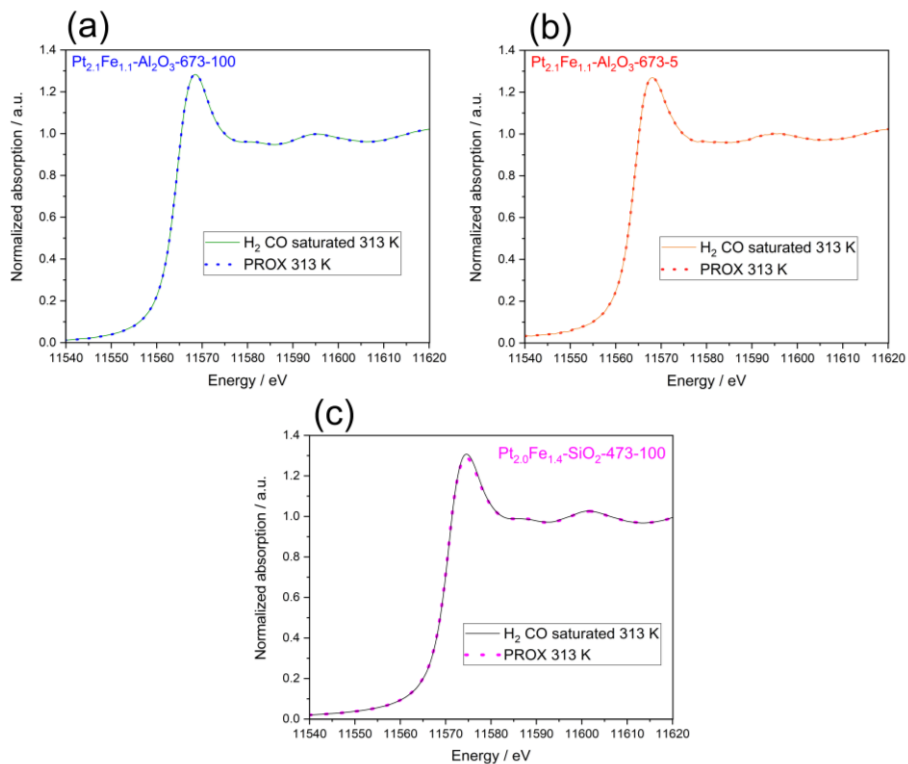 (a)
Pt2.1Fe1.1-Al2O3-673-100
Normalized absorption / a.u.
1.4
1.2
1.0
0.8
0.6
0.4
0.2
0.0
H2 CO saturated 313 K
PROX 313 K
11540 11550 11560 11570 11580 11590 11600 11610 11620
Energy / eV
(b)
Pt2.1Fe1.1-Al2O3-673-5
Normalized absorption / a.u.
1.4
1.2
1.0
0.8
0.6
0.4
0.2
0.0
H2 CO saturated 313 K
PROX 313 K
11540 11550 11560 11570 11580 11590 11600 11610 11620
Energy / eV
(c)
Pt2.0Fe1.4-SiO2-473-100
Normalized absorption / a.u.
1.4
1.2
1.0
0.8
0.6
0.4
0.2
0.0
H2 CO saturated 313 K
PROX 313 K
11540 11550 11560 11570 11580 11590 11600 11610 11620
Energy / eV